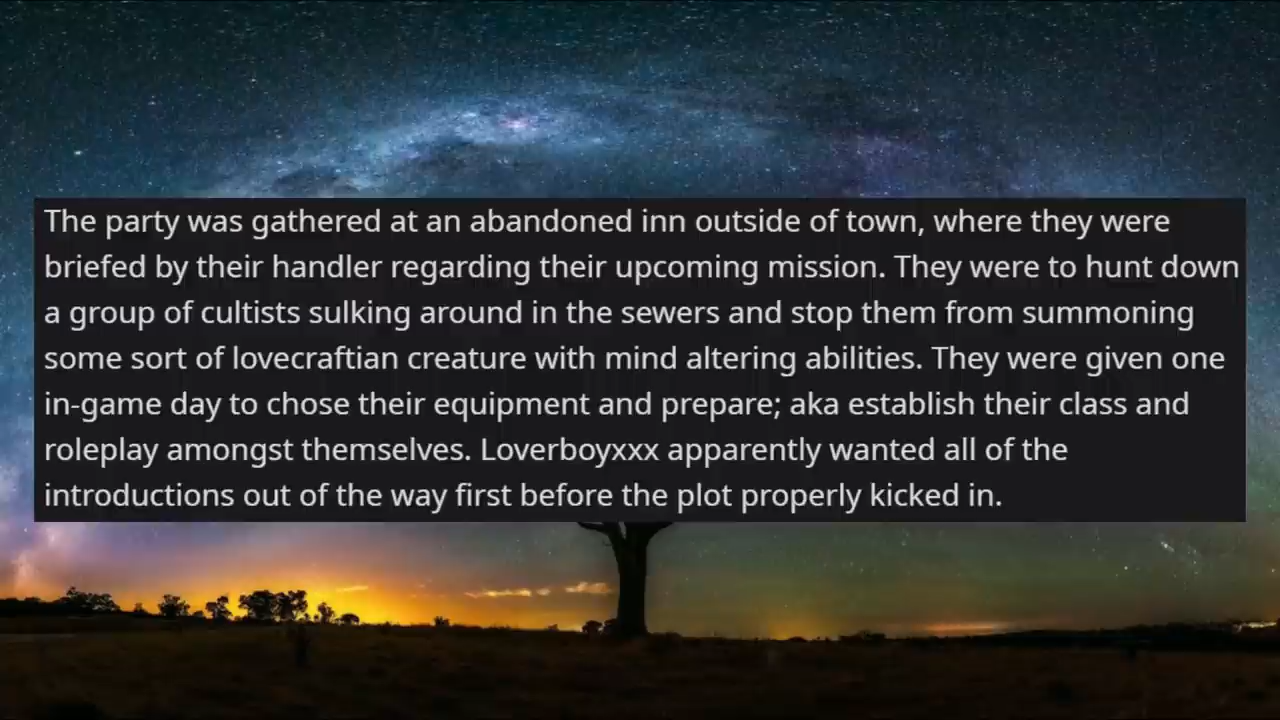 The party was gathered at an abandoned inn outside of town, where they were
briefed by their handler regarding their upcoming mission. They were to hunt down
a group of cultists sulking around in the sewers and stop them from summoning
some sort of lovecraftian creature with mind altering abilities. They were given one
in-game day to chose their equipment and prepare; aka establish their class and
roleplay amongst themselves. Loverboyxxx apparently wanted all of the
introductions out of the way first before the plot properly kicked in.